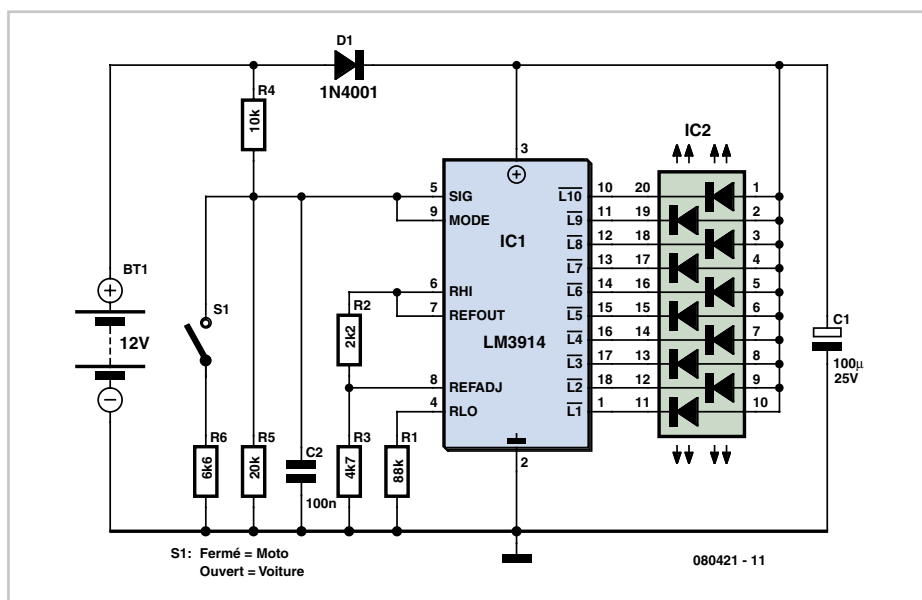 D1
1N4001
R4
10k
3
IC2
5 SIG
9 MODE
IC1
LM3914
6 RHI
7 REFOUT
8 REFADJ
4 RLO
2
L10 10 20 1
L9 11 19 2
L8 12 18 3
L7 13 17 4
L6 14 16 5
L5 15 15 6
L4 16 14 7
L3 17 13 8
L2 18 12 9
L1 1 11 10
BT1
12V
S1
R2
2k2
C1
100µ
25V
R6
6k6
R5
20k
C2
100n
R3
4k7
R1
88k
S1: Fermé = Moto
Ouvert = Voiture
080421 - 11